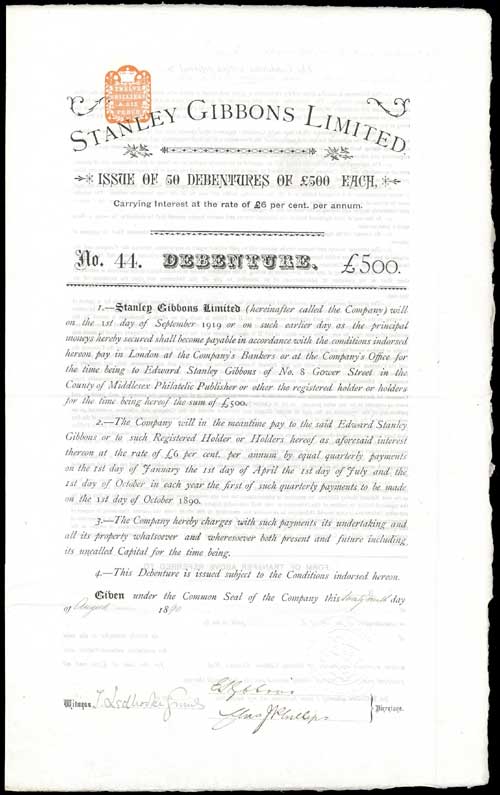 TWELVE
SHILLINGS
& SIX
PENCE
STANLEY GIBBONS LIMITED
ISSUE OF 50 DEBENTURES OF £500 EACH.
Carrying Interest at the rate of £6 per cent. per annum.
No. 44. DEBENTURE. £500.
1.—Stanley Gibbons Limited (hereinafter called the Company) will
on the 1st day of September 1919 or on such earlier day as the principal
moneys hereby secured shall become payable in accordance with the conditions indorsed
hereon pay in London at the Company's Bankers or at the Company's Office for
the time being to Edward Stanley Gibbons of No. 8 Gower Street in the
County of Middlesex Philatelic Publisher or other the registered holder or holders
for the time being hereof the sum of £500.
2.—The Company will in the meantime pay to the said Edward Stanley
Gibbons or to such Registered Holder or Holders hereof as aforesaid interest
thereon at the rate of £6 per cent. per annum by equal quarterly payments
on the 1st day of January the 1st day of April the 1st day of July and the
1st day of October in each year the first of such quarterly payments to be made
on the 1st day of October 1890.
3.—The Company hereby charges with such payments its undertaking and
all its property whatsoever and wheresoever both present and future including
its uncalled Capital for the time being.
4.—This Debenture is issued subject to the Conditions indorsed hereon.
Given under the Common Seal of the Company this day
of August 1890
E S Gibbons
Witness Chas J Phillips Directors.